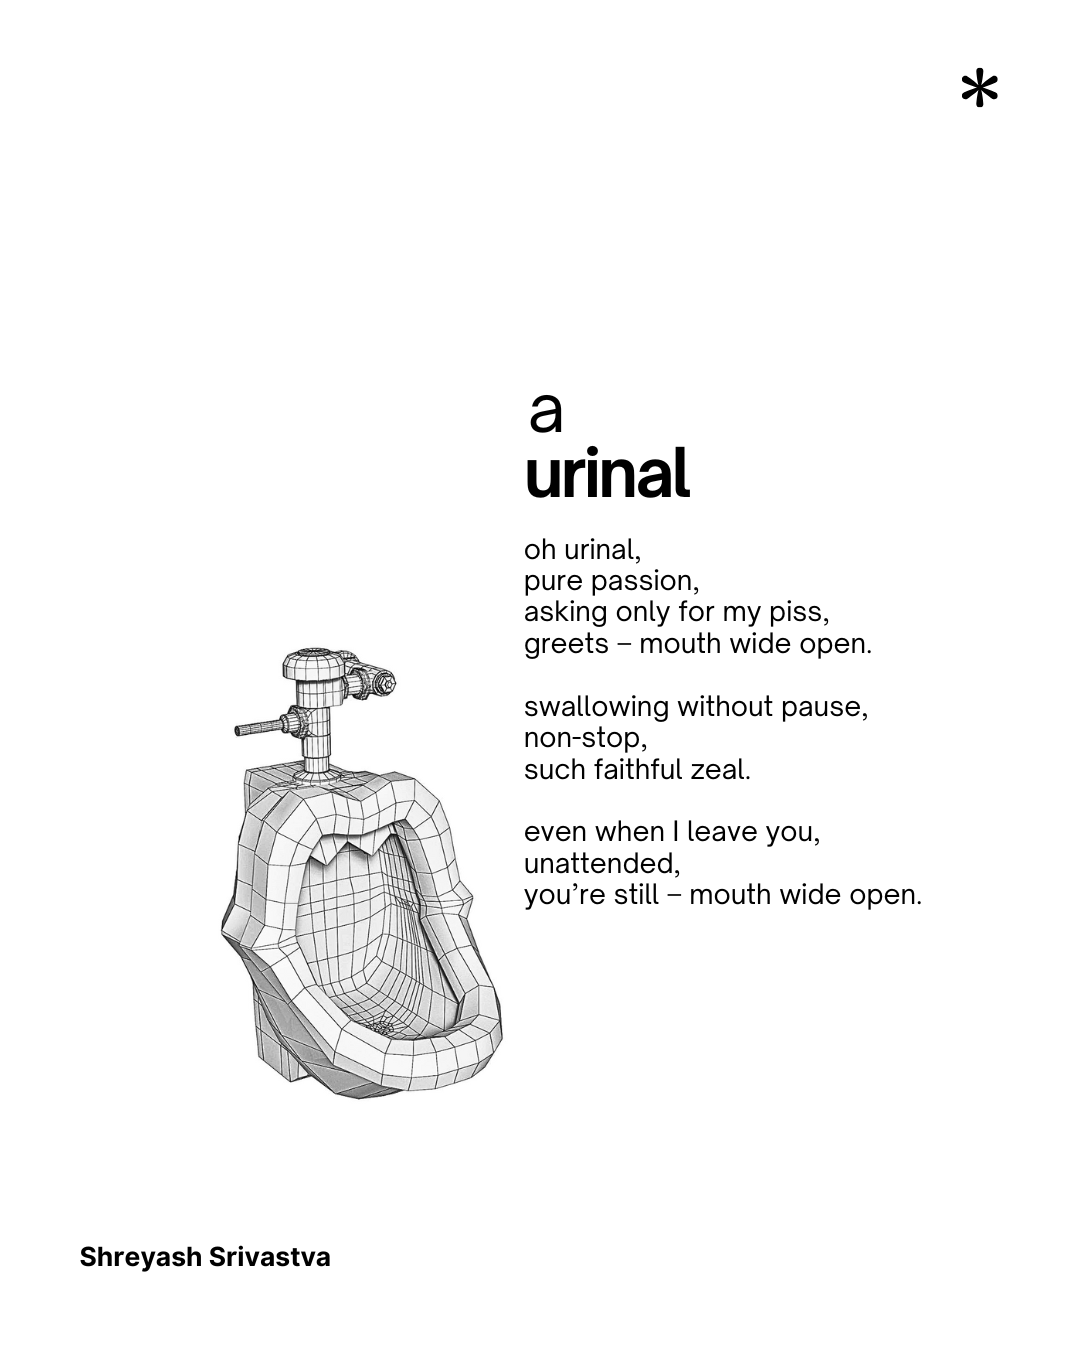 *
a
urinal
oh urinal,
pure passion,
asking only for my piss,
greets – mouth wide open.
swallowing without pause,
non-stop,
such faithful zeal.
even when I leave you,
unattended,
you’re still – mouth wide open.
Shreyash Srivastva